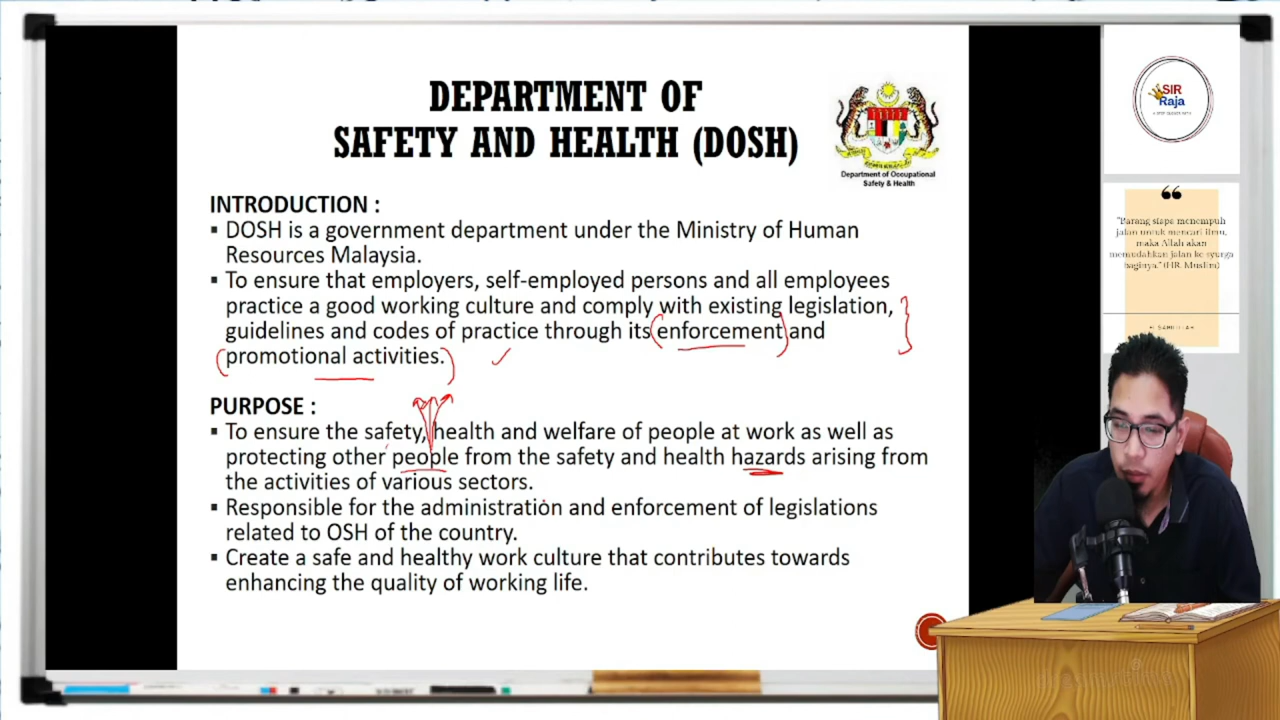 DEPARTMENT OF
SAFETY AND HEALTH (DOSH)
Department of Occupational
Safety & Health
INTRODUCTION :
▪ DOSH is a government department under the Ministry of Human
Resources Malaysia.
▪ To ensure that employers, self-employed persons and all employees
practice a good working culture and comply with existing legislation,
guidelines and codes of practice through its enforcement and
promotional activities.
PURPOSE :
▪ To ensure the safety, health and welfare of people at work as well as
protecting other people from the safety and health hazards arising from
the activities of various sectors.
▪ Responsible for the administration and enforcement of legislations
related to OSH of the country.
▪ Create a safe and healthy work culture that contributes towards
enhancing the quality of working life.
SIR
Raja
"Barang siapa menempuh
jalan untuk mencari ilmu,
maka Allah akan
memudahkan jalan ke syurga
baginya." (HR. Muslim)